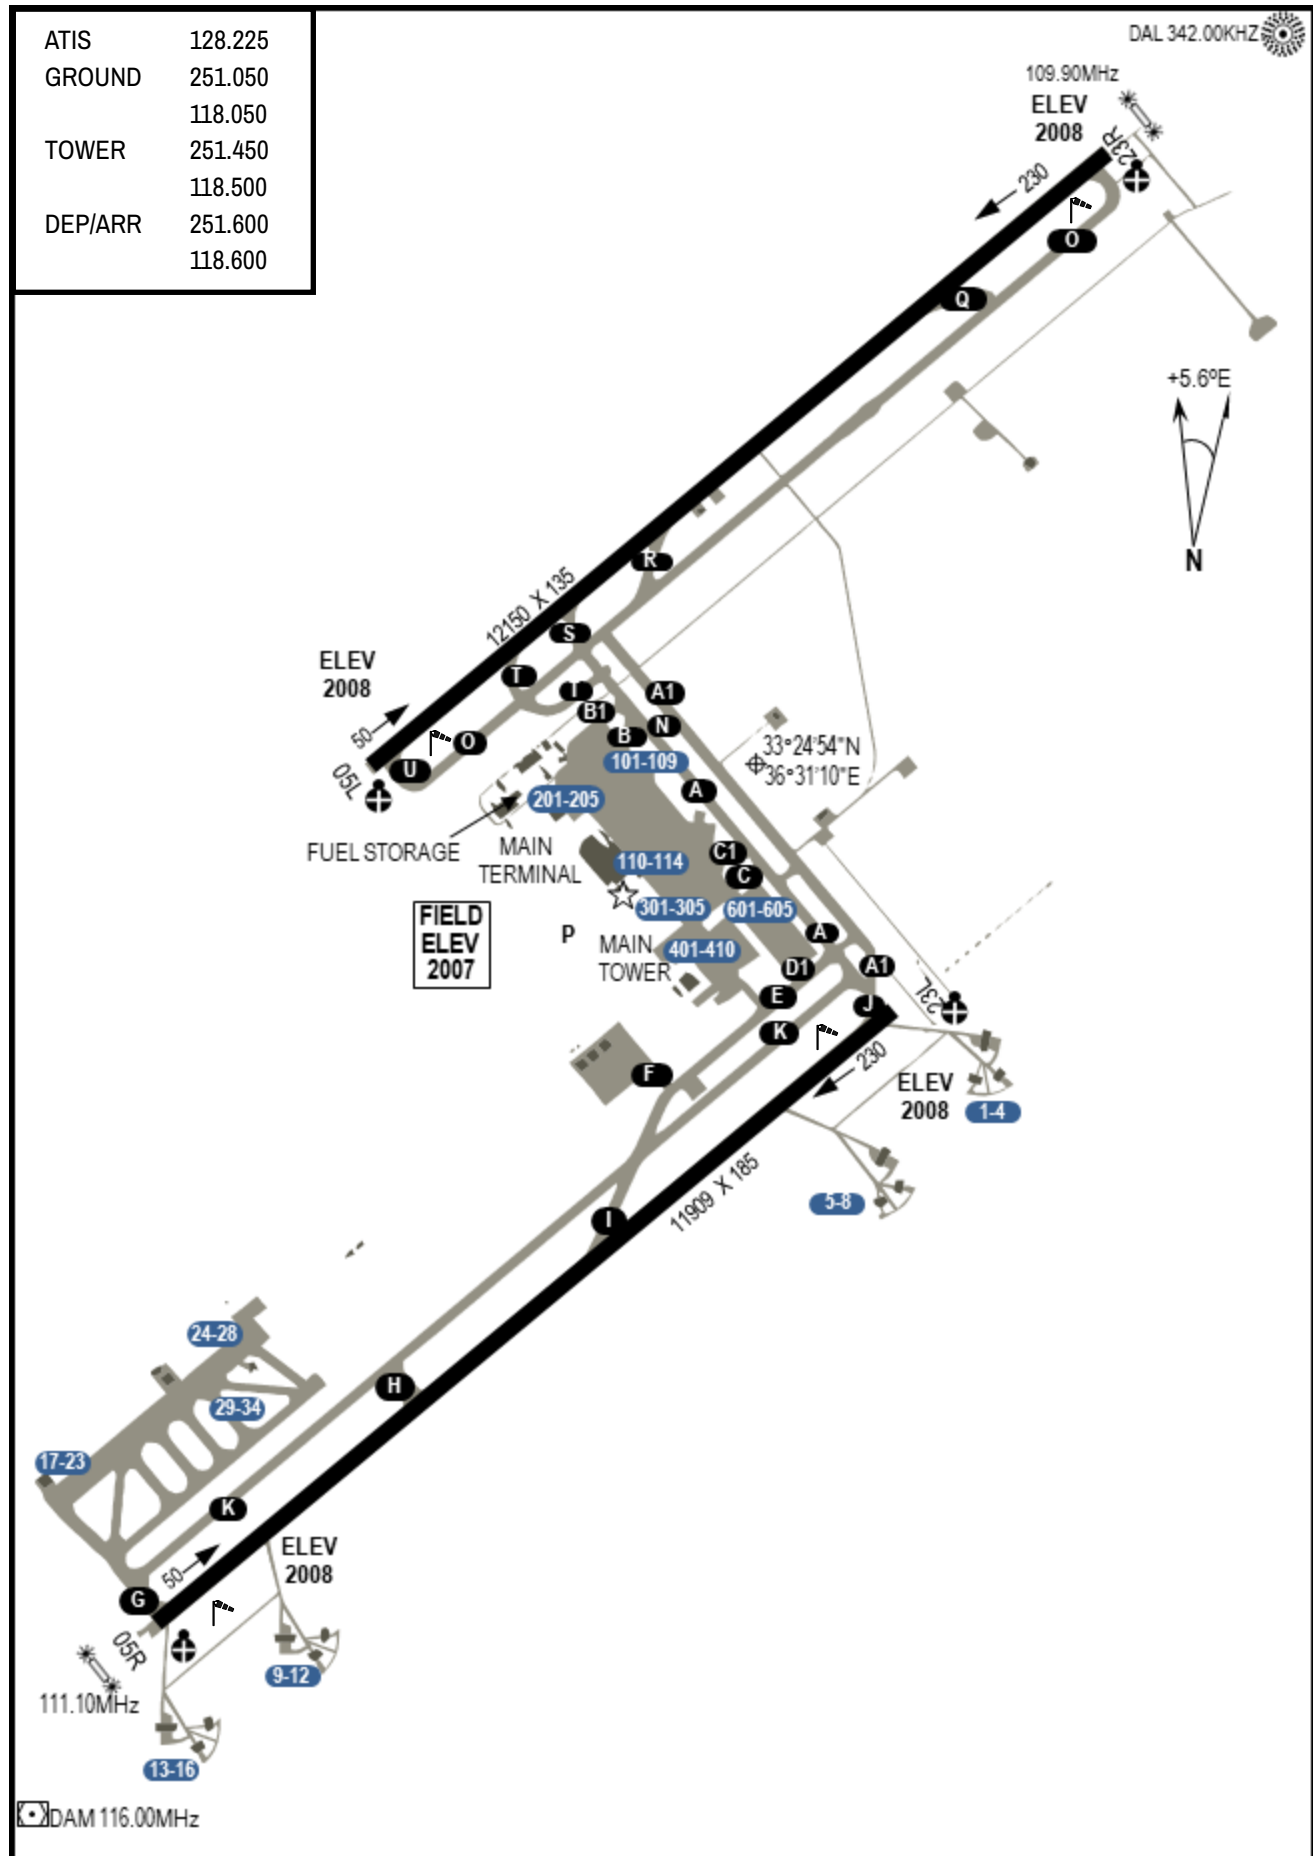 ATIS 128.225
GROUND 251.050
118.050
TOWER 251.450
118.500
DEP/ARR 251.600
118.600
DAL 342.00KHZ
109.90MHz
ELEV
2008
23R
230
O
Q
+5.6ºE
N
R
12150 X 135
S
ELEV
2008
T
T
A1
B1
N
B
50
O
U
05L
101-109
33°24'54"N
36°31'10"E
A
201-205
FUEL STORAGE
MAIN
TERMINAL
110-114
C1
C
301-305
601-605
FIELD
ELEV
2007
P
MAIN
TOWER
401-410
A
D1
A1
E
J
23L
K
230
F
ELEV
2008
1-4
11909 X 185
5-8
I
24-28
H
29-34
17-23
K
ELEV
2008
50
G
05R
9-12
111.10MHz
13-16
DAM 116.00MHz